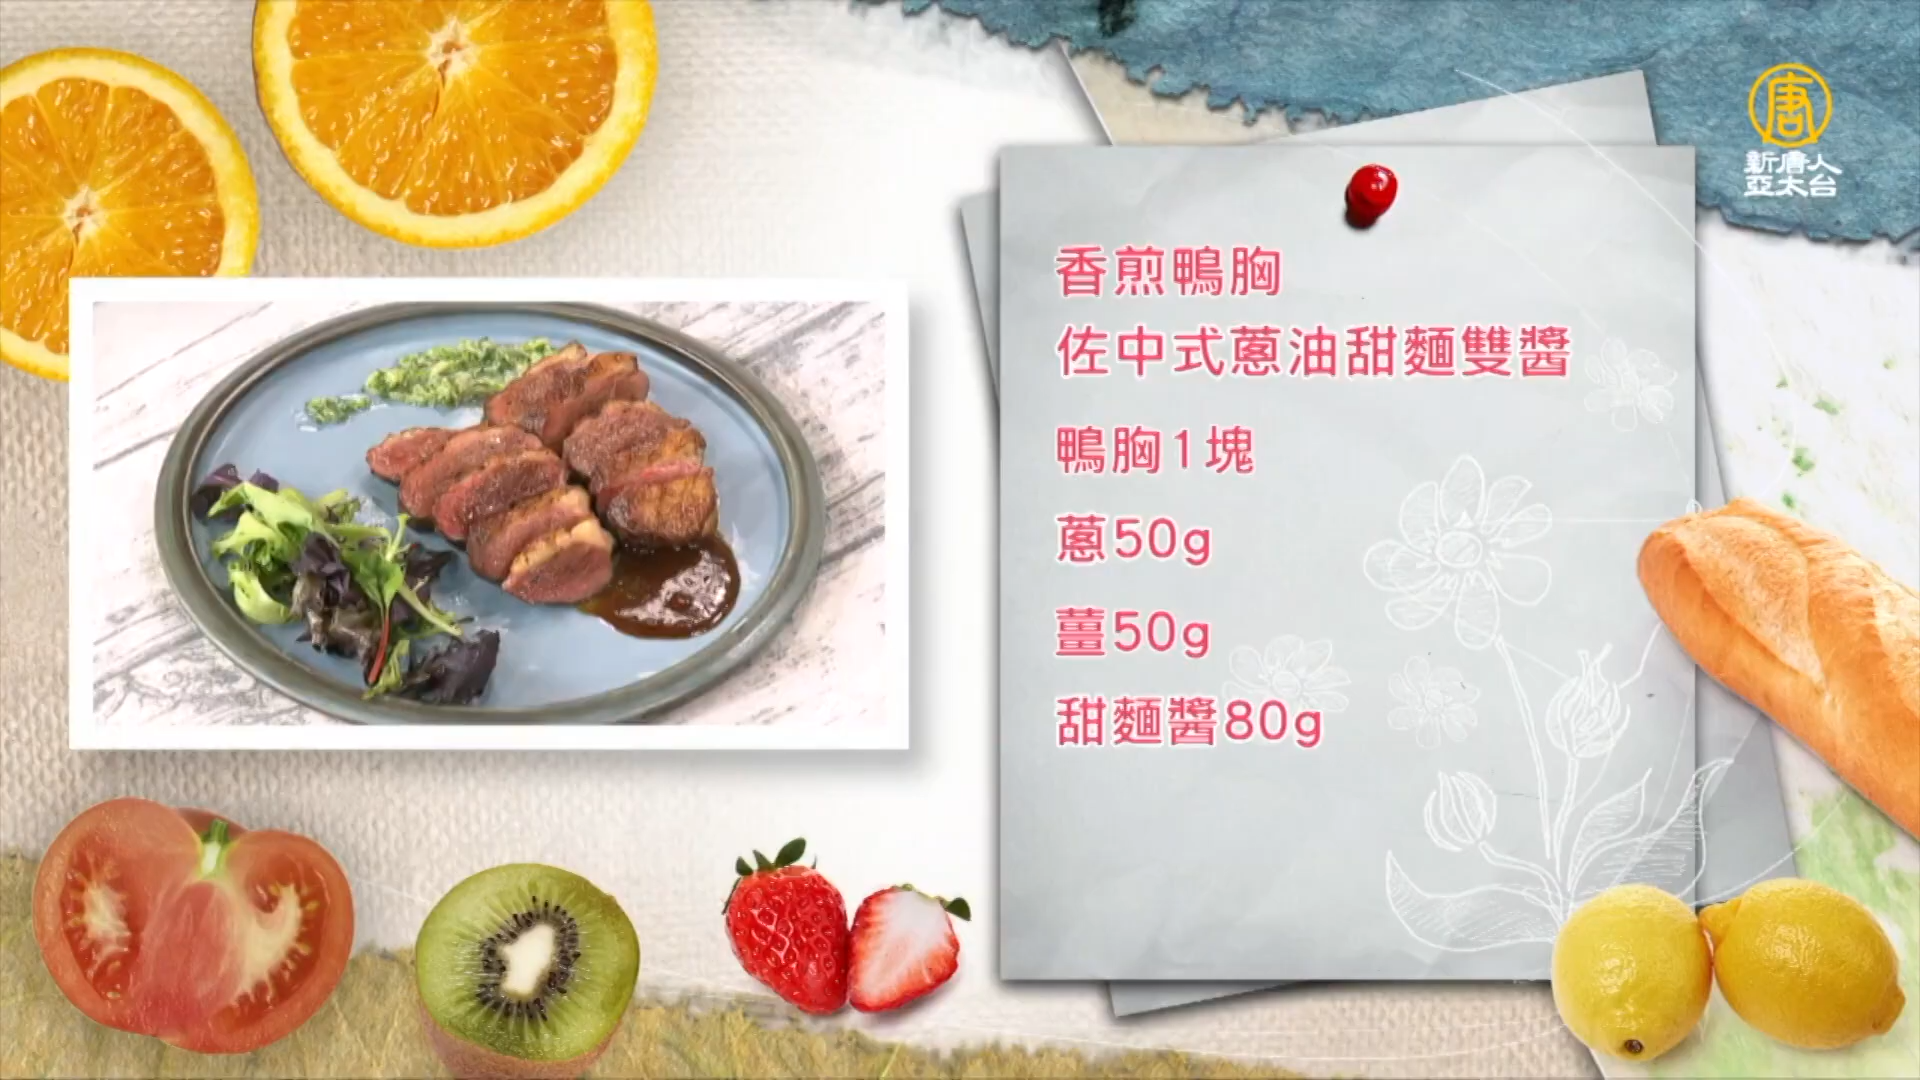 唐
新唐人
亞太台
香煎鴨胸
佐中式蔥油甜麵雙醬
鴨胸1塊
蔥50g
薑50g
甜麵醬80g